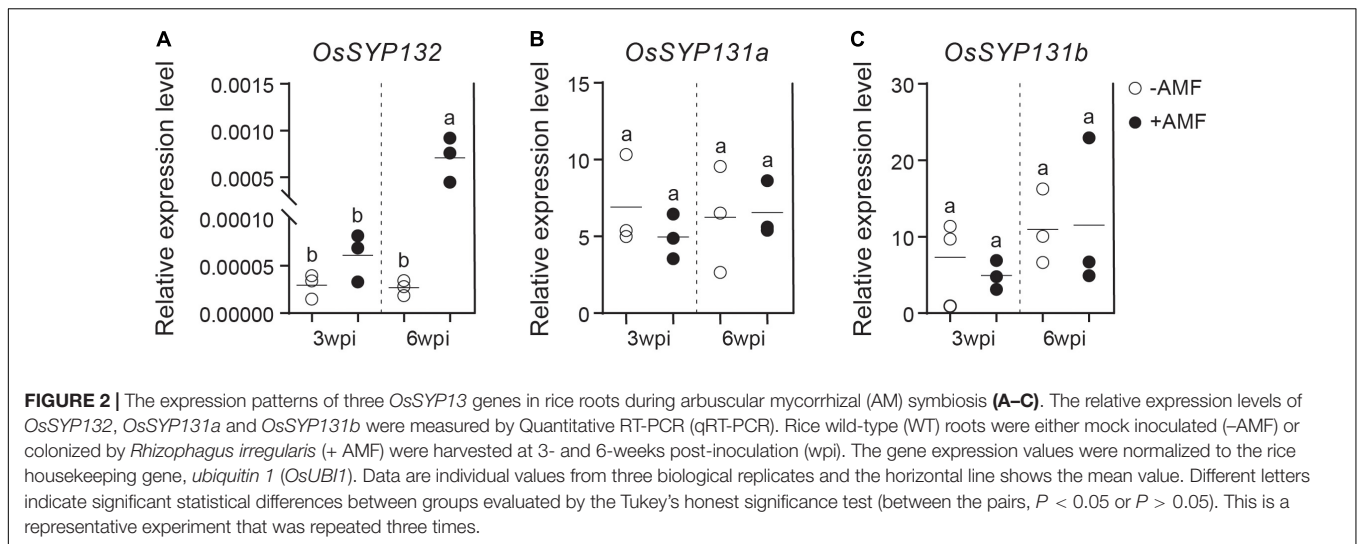 A
OsSYP132
Relative expression level
0.0015
0.0010
0.0005
0.00010
0.00005
0.00000
b
b
b
a
3wpi
6wpi
B
OsSYP131a
Relative expression level
15
10
5
0
a
a
a
a
3wpi
6wpi
C
OsSYP131b
Relative expression level
30
20
10
0
a
a
a
a
3wpi
6wpi
-AMF
+AMF
FIGURE 2 | The expression patterns of three OsSYP13 genes in rice roots during arbuscular mycorrhizal (AM) symbiosis (A–C). The relative expression levels of
OsSYP132, OsSYP131a and OsSYP131b were measured by Quantitative RT-PCR (qRT-PCR). Rice wild-type (WT) roots were either mock inoculated (–AMF) or
colonized by Rhizophagus irregularis (+ AMF) were harvested at 3- and 6-weeks post-inoculation (wpi). The gene expression values were normalized to the rice
housekeeping gene, ubiquitin 1 (OsUBI1). Data are individual values from three biological replicates and the horizontal line shows the mean value. Different letters
indicate significant statistical differences between groups evaluated by the Tukey's honest significance test (between the pairs, P < 0.05 or P > 0.05). This is a
representative experiment that was repeated three times.